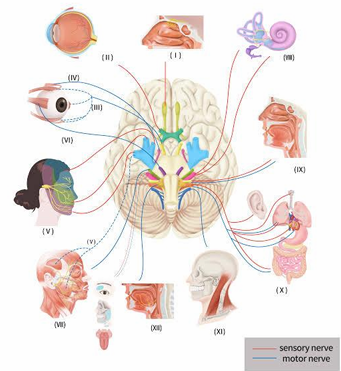 ( II )
( I )
(VIII)
(IV)
(III)
(VI)
(IX)
( V )
(V)
( X )
(VII)
(XII)
(XI)
sensory nerve
motor nerve